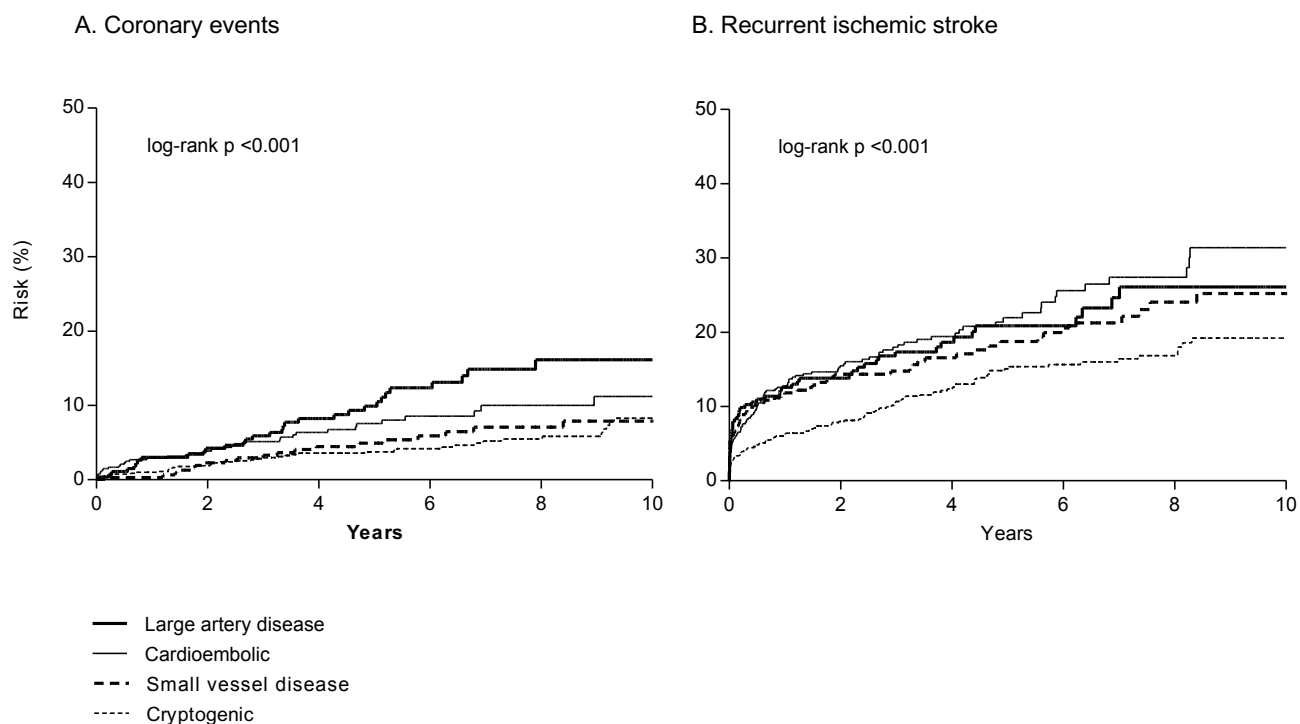 A. Coronary events
B. Recurrent ischemic stroke
50
40
30
20
10
0
Risk (%)
log-rank p <0.001
0 2 4 6 8 10
Years
50
40
30
20
10
0
log-rank p <0.001
0 2 4 6 8 10
Years
Large artery disease
Cardioembolic
Small vessel disease
Cryptogenic